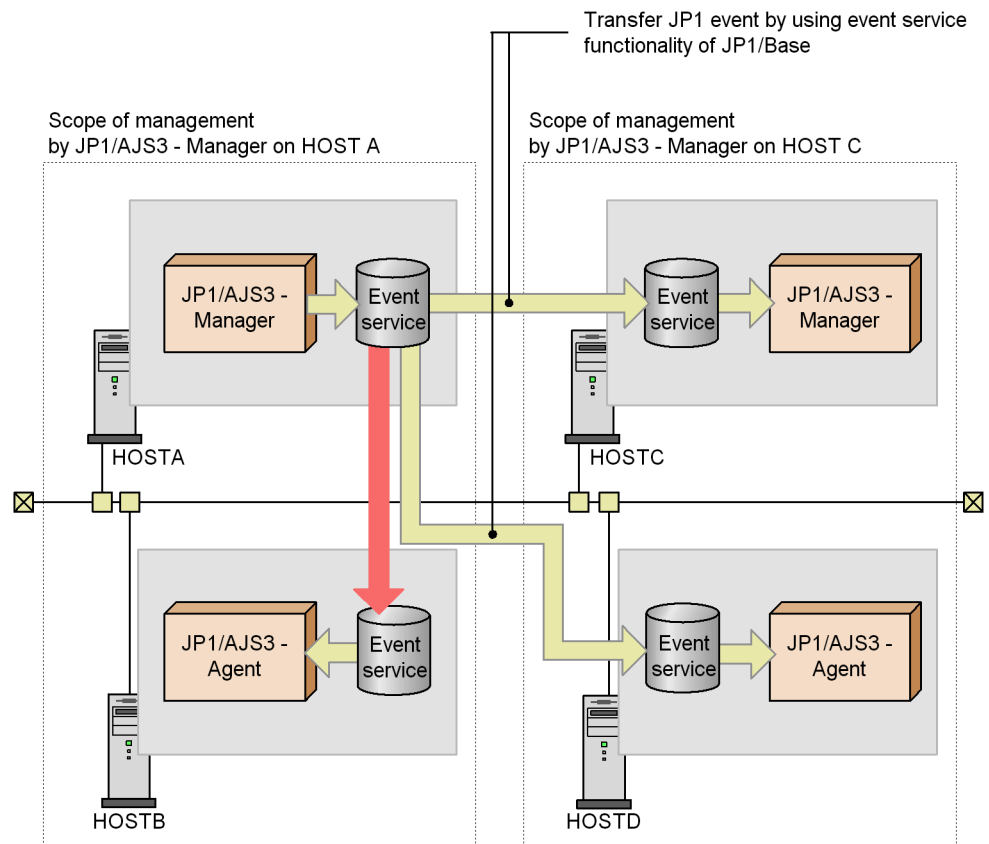 Transfer JP1 event by using event service
functionality of JP1/Base
Scope of management
by JP1/AJS3 - Manager on HOST A
Scope of management
by JP1/AJS3 - Manager on HOST C
JP1/AJS3 -
Manager
Event
service
Event
service
JP1/AJS3 -
Manager
HOSTA
HOSTC
JP1/AJS3 -
Agent
Event
service
Event
service
JP1/AJS3 -
Agent
HOSTB
HOSTD